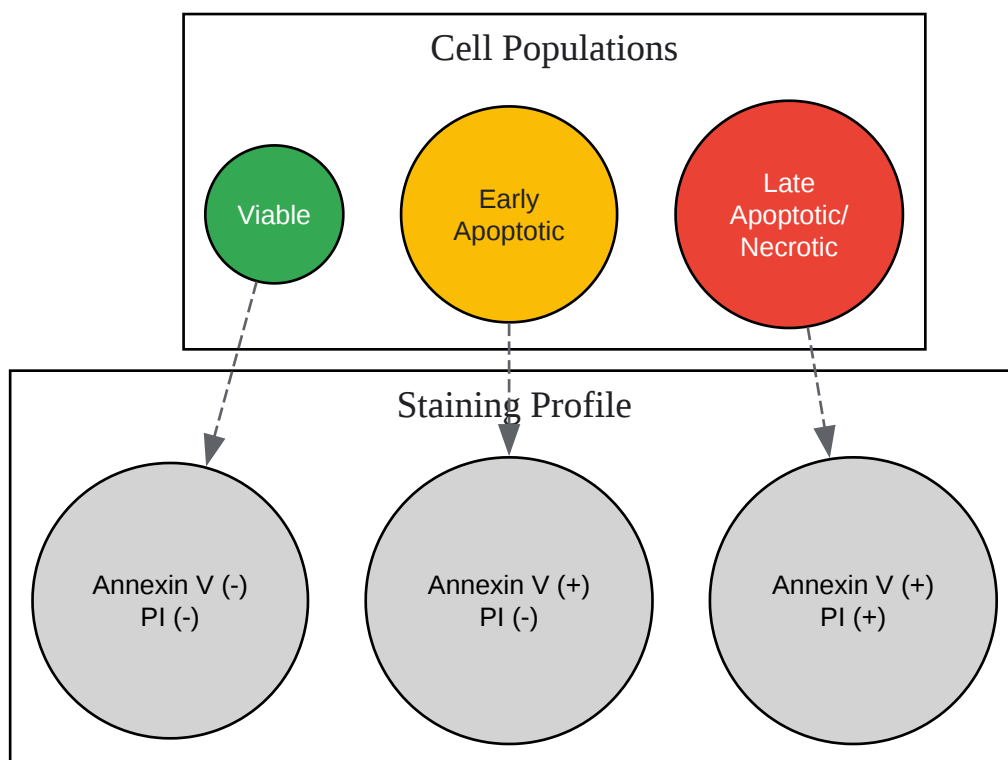 Cell Populations
Viable
Early
Apoptotic
Late
Apoptotic/
Necrotic
Staining Profile
Annexin V (-)
PI (-)
Annexin V (+)
PI (-)
Annexin V (+)
PI (+)